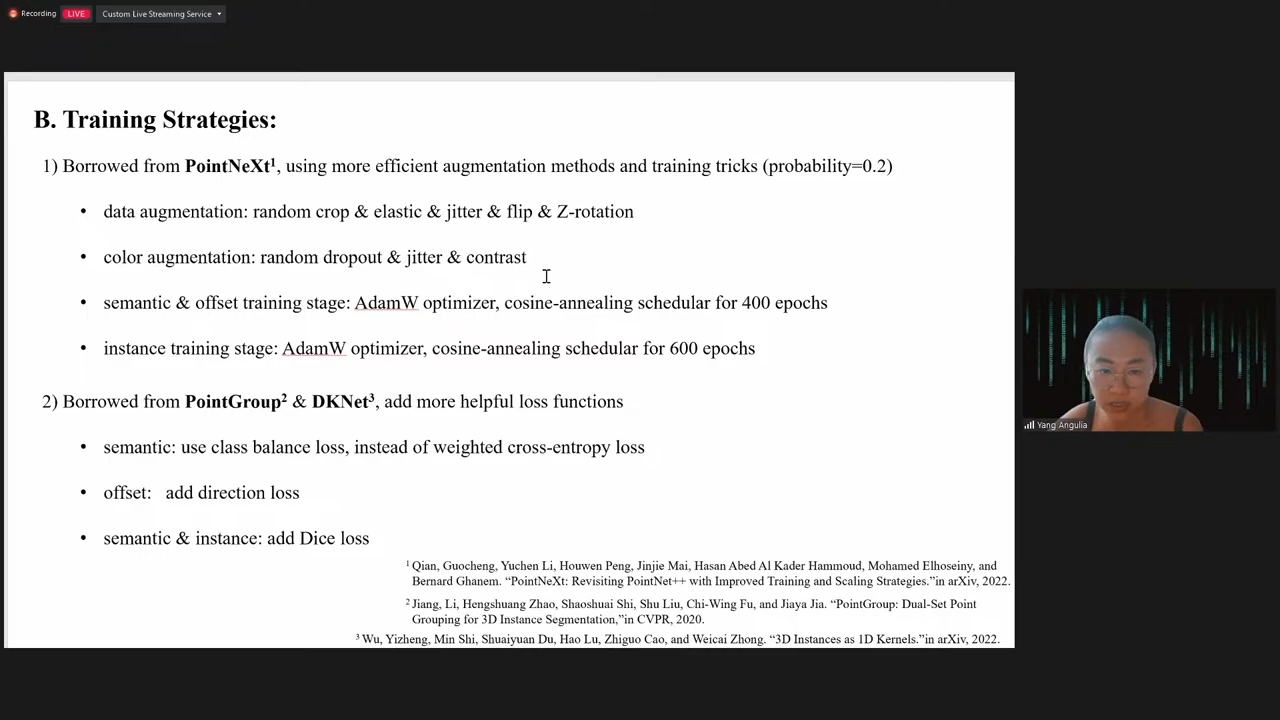 Recording LIVE Custom Live Streaming Service
B. Training Strategies:
1) Borrowed from PointNeXt¹, using more efficient augmentation methods and training tricks (probability=0.2)
• data augmentation: random crop & elastic & jitter & flip & Z-rotation
• color augmentation: random dropout & jitter & contrast
• semantic & offset training stage: AdamW optimizer, cosine-annealing schedular for 400 epochs
• instance training stage: AdamW optimizer, cosine-annealing schedular for 600 epochs
2) Borrowed from PointGroup² & DKNet³, add more helpful loss functions
• semantic: use class balance loss, instead of weighted cross-entropy loss
• offset: add direction loss
• semantic & instance: add Dice loss
¹ Qian, Guocheng, Yuchen Li, Houwen Peng, Jinjie Mai, Hasan Abed Al Kader Hammoud, Mohamed Elhoseiny, and
Bernard Ghanem. “PointNeXt: Revisiting PointNet++ with Improved Training and Scaling Strategies.”in arXiv, 2022.
² Jiang, Li, Hengshuang Zhao, Shaoshuai Shi, Shu Liu, Chi-Wing Fu, and Jiaya Jia. “PointGroup: Dual-Set Point
Grouping for 3D Instance Segmentation,”in CVPR, 2020.
³ Wu, Yizheng, Min Shi, Shuaiyuan Du, Hao Lu, Zhiguo Cao, and Weicai Zhong. “3D Instances as 1D Kernels.”in arXiv, 2022.
Yang Angulia